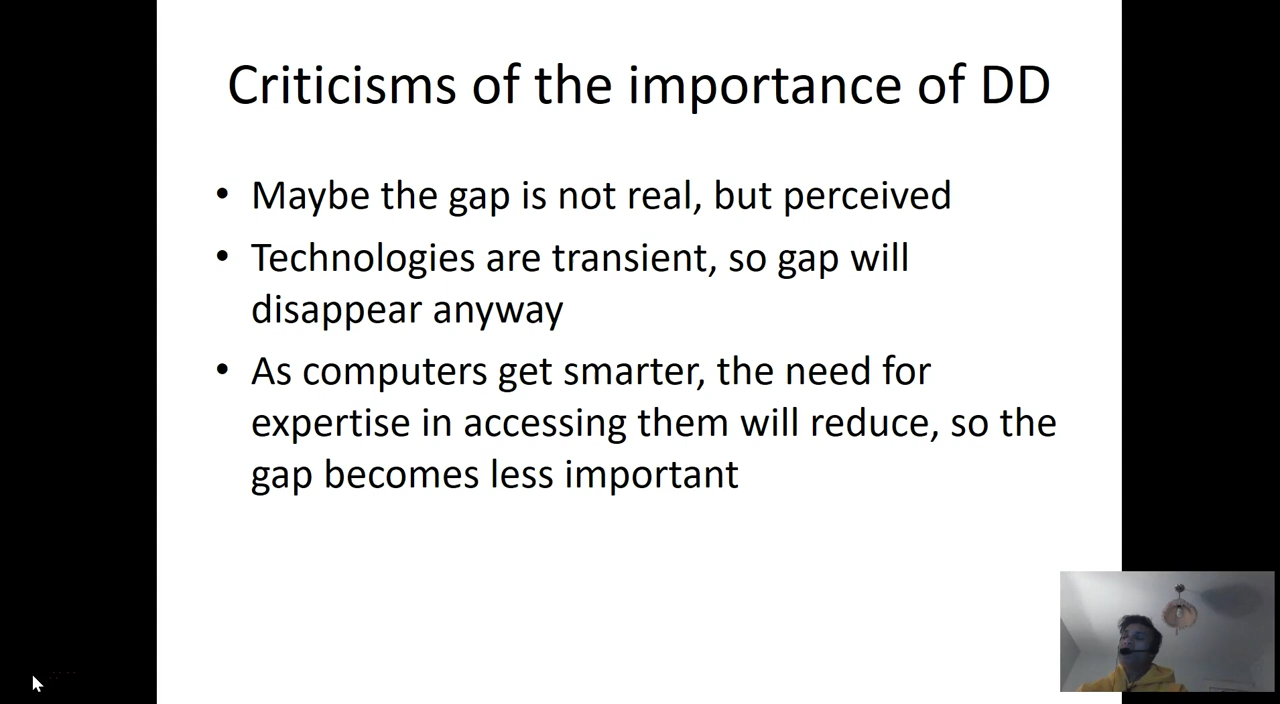 Criticisms of the importance of DD
• Maybe the gap is not real, but perceived
• Technologies are transient, so gap will
disappear anyway
• As computers get smarter, the need for
expertise in accessing them will reduce, so the
gap becomes less important